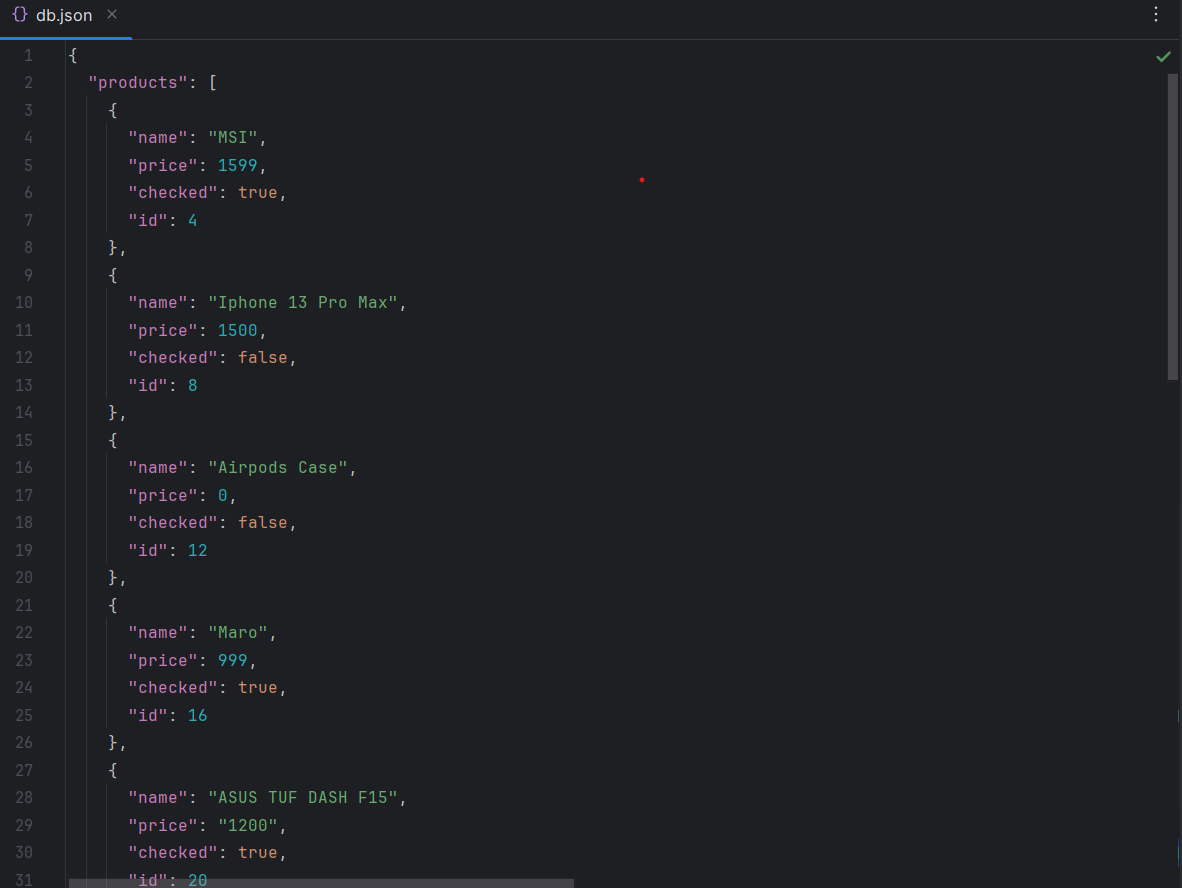 {} db.json ×
1 {
2   "products": [
3     {
4       "name": "MSI",
5       "price": 1599,
6       "checked": true,
7       "id": 4
8     },
9     {
10       "name": "Iphone 13 Pro Max",
11       "price": 1500,
12       "checked": false,
13       "id": 8
14     },
15     {
16       "name": "Airpods Case",
17       "price": 0,
18       "checked": false,
19       "id": 12
20     },
21     {
22       "name": "Maro",
23       "price": 999,
24       "checked": true,
25       "id": 16
26     },
27     {
28       "name": "ASUS TUF DASH F15",
29       "price": "1200",
30       "checked": true,
31       "id": 20